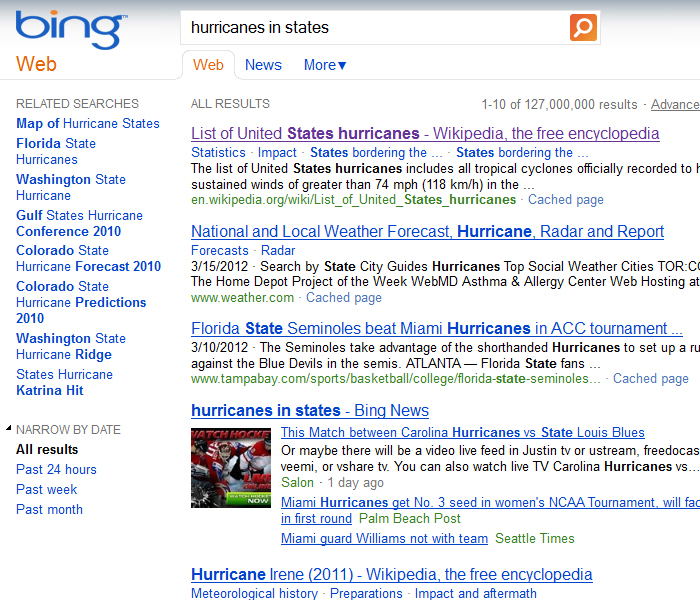 bing™
hurricanes in states
Web
Web News More▼
RELATED SEARCHES
Map of Hurricane States
Florida State
Hurricanes
Washington State
Hurricane
Gulf States Hurricane
Conference 2010
Colorado State
Hurricane Forecast 2010
Colorado State
Hurricane Predictions
2010
Washington State
Hurricane Ridge
States Hurricane
Katrina Hit
NARROW BY DATE
All results
Past 24 hours
Past week
Past month
ALL RESULTS
1-10 of 127,000,000 results · Advance
List of United States hurricanes - Wikipedia, the free encyclopedia
Statistics · Impact · States bordering the ... · States bordering the ...
The list of United States hurricanes includes all tropical cyclones officially recorded to h
sustained winds of greater than 74 mph (118 km/h) in the ...
en.wikipedia.org/wiki/List_of_United_States_hurricanes · Cached page
National and Local Weather Forecast, Hurricane, Radar and Report
Forecasts · Radar
3/15/2012 · Search by State City Guides Hurricanes Top Social Weather Cities TOR:CO
The Home Depot Project of the Week WebMD Asthma & Allergy Center Web Hosting at
www.weather.com · Cached page
Florida State Seminoles beat Miami Hurricanes in ACC tournament ...
3/10/2012 · The Seminoles take advantage of the shorthanded Hurricanes to set up a ru
against the Blue Devils in the semis. ATLANTA — Florida State fans ...
www.tampabay.com/sports/basketball/college/florida-state-seminoles... · Cached page
hurricanes in states - Bing News
WATCH HOCKE
WATCH HOCKE
NOW
This Match between Carolina Hurricanes vs State Louis Blues
Or maybe there will be a video live feed in Justin tv or ustream, freedocas
veemi, or vshare tv. You can also watch live TV Carolina Hurricanes vs...
Salon · 1 day ago
Miami Hurricanes get No. 3 seed in women's NCAA Tournament, will fac
in first round Palm Beach Post
Miami guard Williams not with team Seattle Times
Hurricane Irene (2011) - Wikipedia, the free encyclopedia
Meteorological history · Preparations · Impact and aftermath